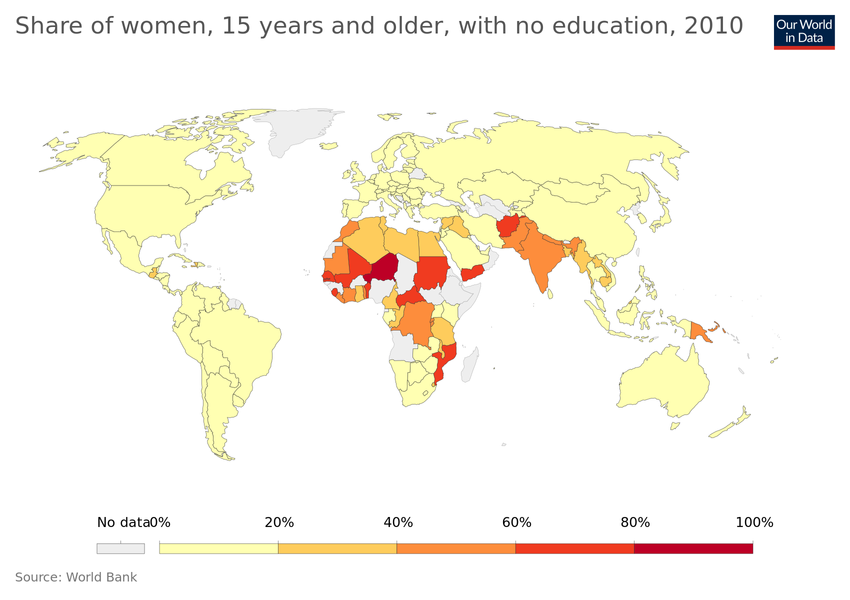 Share of women, 15 years and older, with no education, 2010
Our World
in Data
No data
0%
20%
40%
60%
80%
100%
Source: World Bank